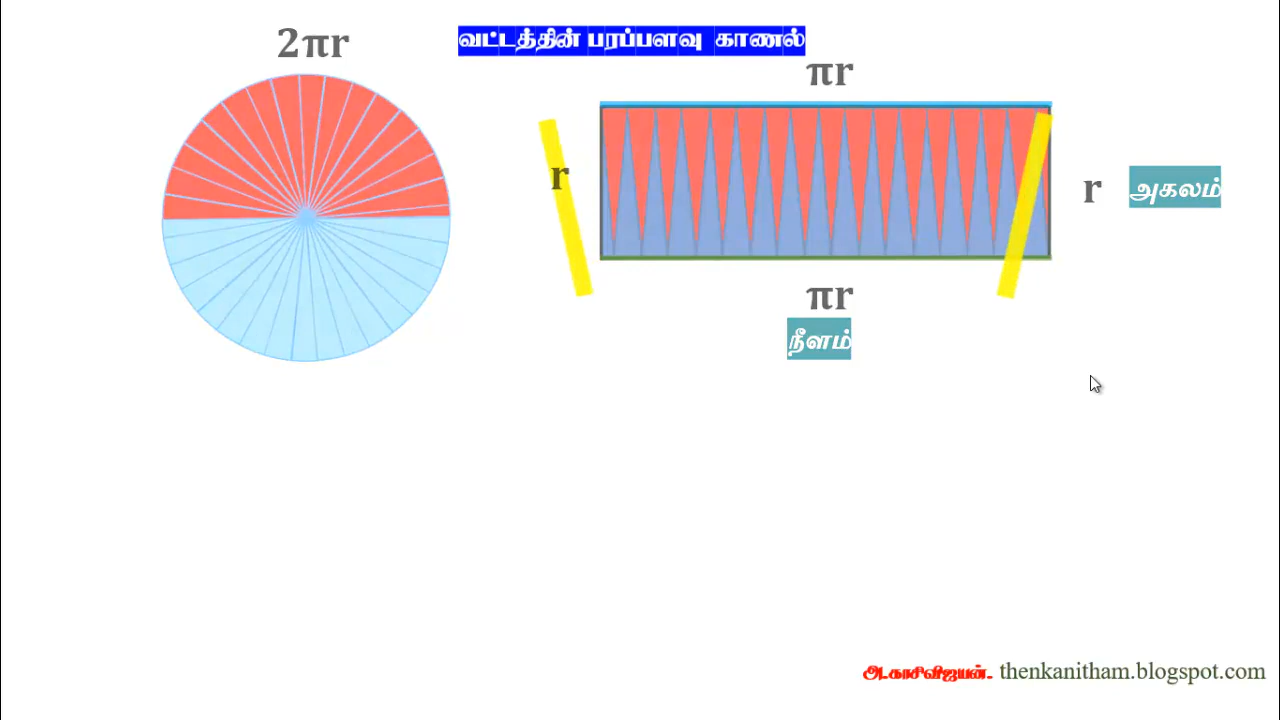 2πr
வட்டத்தின் பரப்பளவு காணல்
πr
r
r
அகலம்
πr
நீளம்
அ.காசிவிஜயன். thenkanitham.blogspot.com